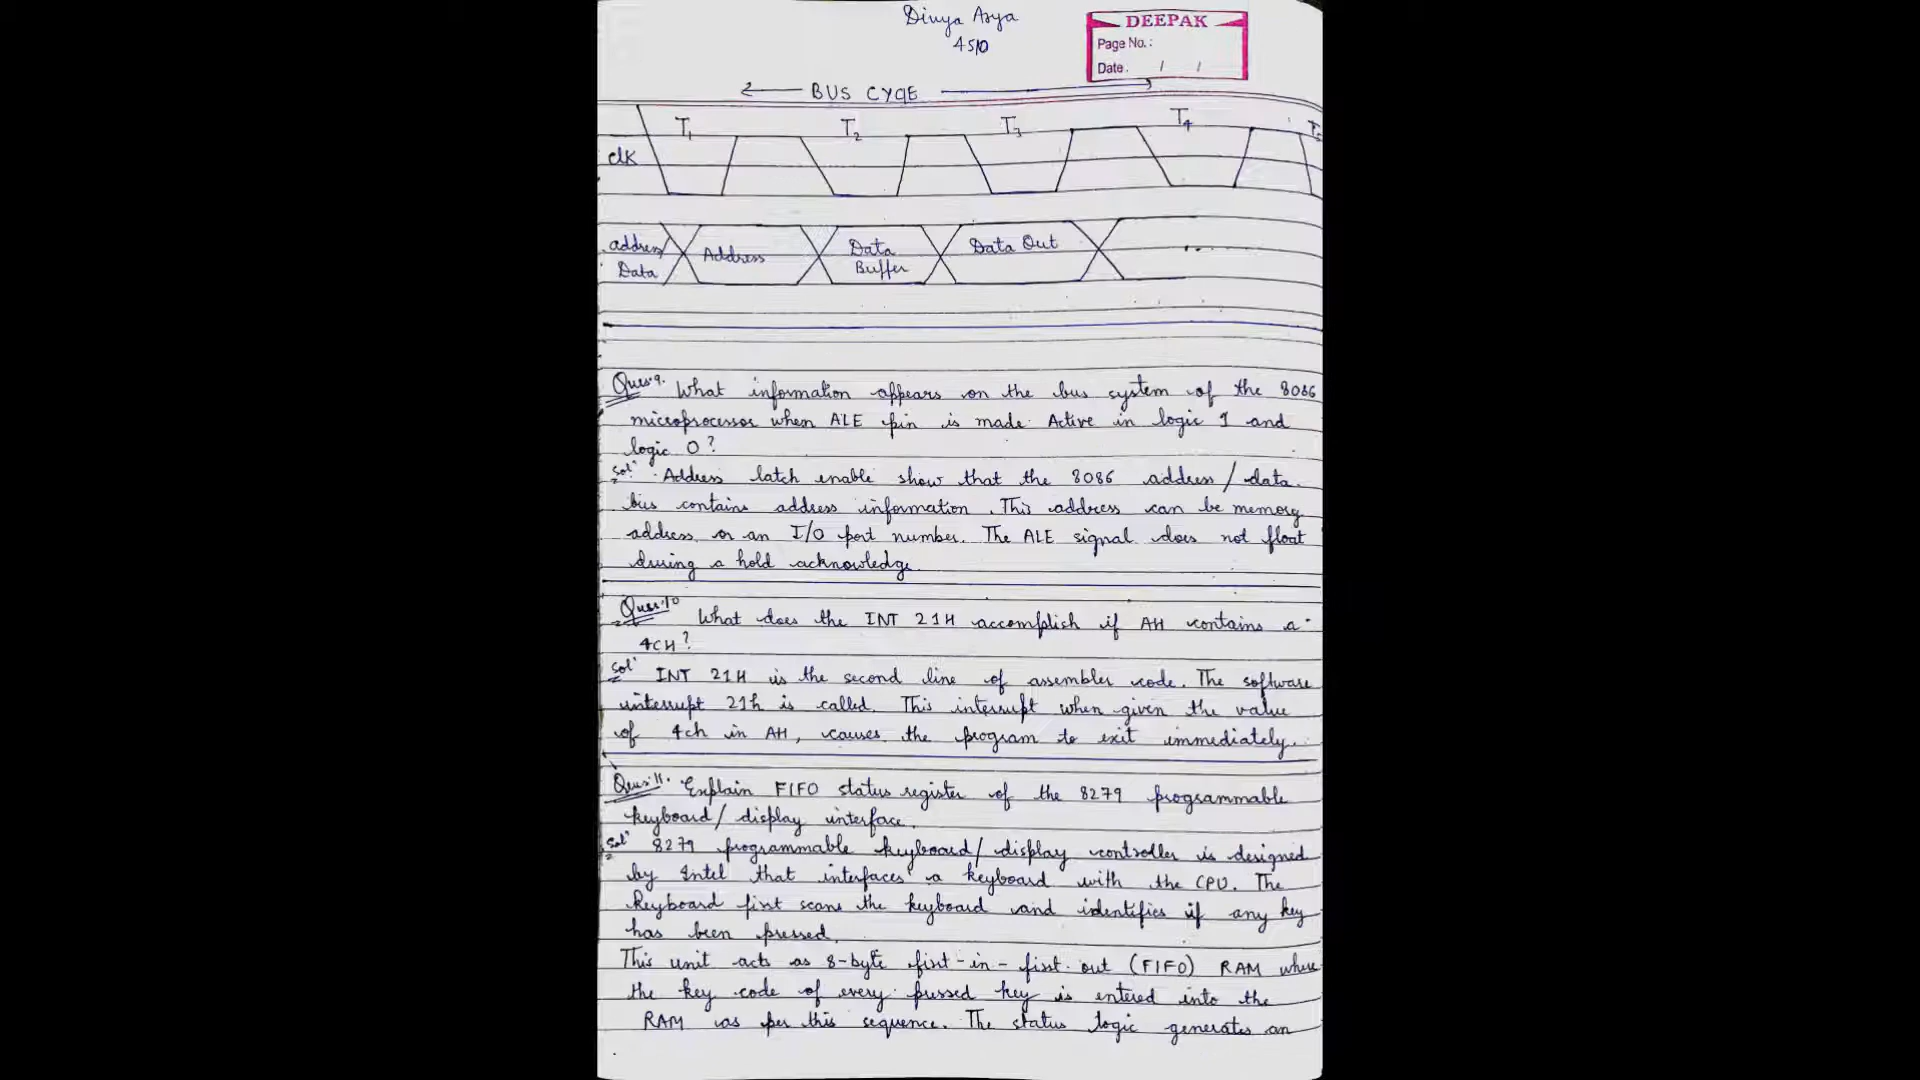 Divya Arya
4510
DEEPAK
Page No.:
Date. / /
BUS CYCLE
T1 T2 T3 T4
clk
address/ Address Data Data Out ...
Data Buffer
Ques:9. What information appears on the bus system of the 8086
microprocessor when ALE pin is made Active in logic 1 and
logic 0?
Sol: Address latch enable show that the 8086 address/data
bus contains address information. This address can be memory
address or an I/O port number. The ALE signal does not float
during a hold acknowledge.
Ques:10 What does the INT 21H accomplish if AH contains a
4CH?
Sol: INT 21H is the second line of assembler code. The software
interrupt 21h is called. This interrupt when given the value
of 4ch in AH, causes the program to exit immediately.
Ques:11. Explain FIFO status register of the 8279 programmable
keyboard/display interface.
Sol: 8279 programmable keyboard/display controller is designed
by Intel that interfaces a keyboard with the CPU. The
keyboard first scans the keyboard and identifies if any key
has been pressed.
This unit acts as 8-byte first-in-first out (FIFO) RAM where
the key code of every pressed key is entered into the
RAM as per this sequence. The status logic generates an